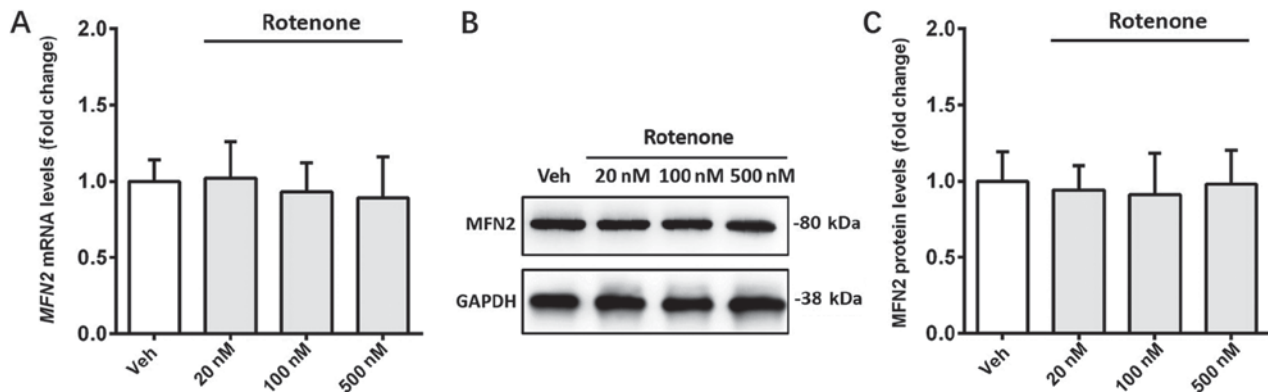 A
Rotenone
MFN2 mRNA levels (fold change)
2.0
1.5
1.0
0.5
0.0
Veh
20 nM
100 nM
500 nM
B
Rotenone
Veh 20 nM 100 nM 500 nM
MFN2 -80 kDa
GAPDH -38 kDa
C
Rotenone
MFN2 protein levels (fold change)
2.0
1.5
1.0
0.5
0.0
Veh
20 nM
100 nM
500 nM